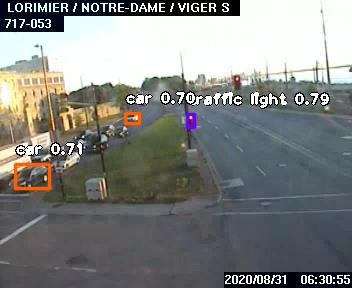 LORIMIER / NOTRE-DAME / VIGER S
717-053
car 0.70
raffic light 0.79
car 0.71
2020/08/31 06:30:55